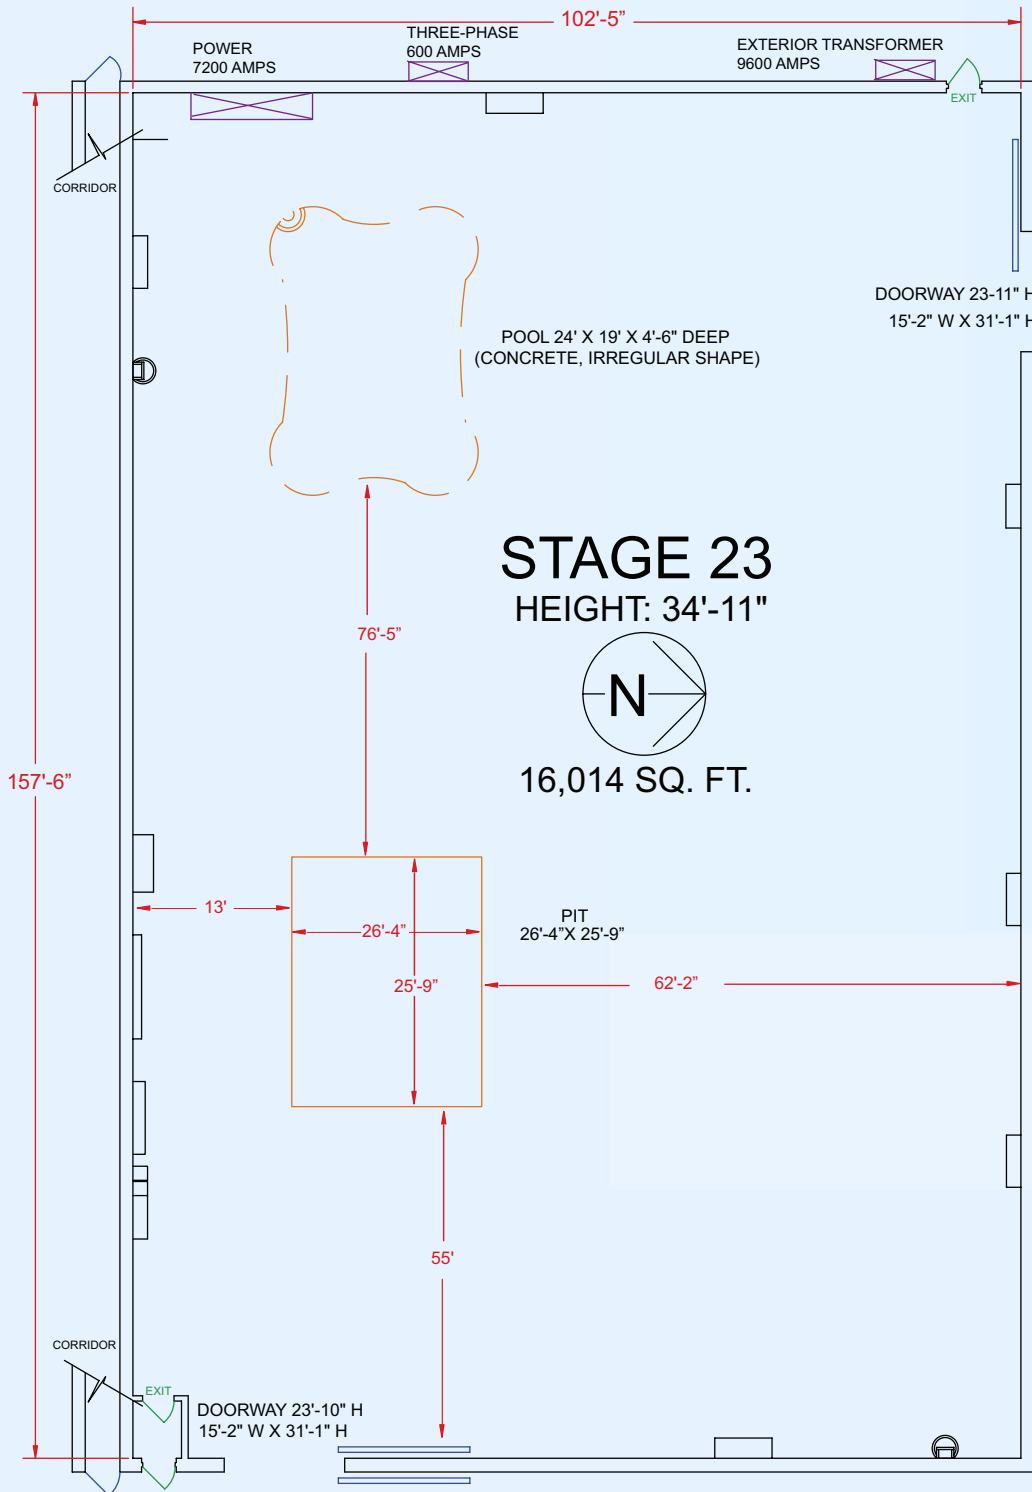 102'-5”
THREE-PHASE
600 AMPS
POWER
7200 AMPS
EXTERIOR TRANSFORMER
9600 AMPS
EXIT
CORRIDOR
DOORWAY 23-11" H
15'-2" W X 31'-1" H
POOL 24' X 19' X 4'-6" DEEP
(CONCRETE, IRREGULAR SHAPE)
STAGE 23
HEIGHT: 34'-11"
76'-5”
N
157'-6”
16,014 SQ. FT.
13'
26'-4”
PIT
26'-4”X 25'-9”
25'-9”
62'-2”
55'
CORRIDOR
EXIT
DOORWAY 23'-10" H
15'-2" W X 31'-1" H